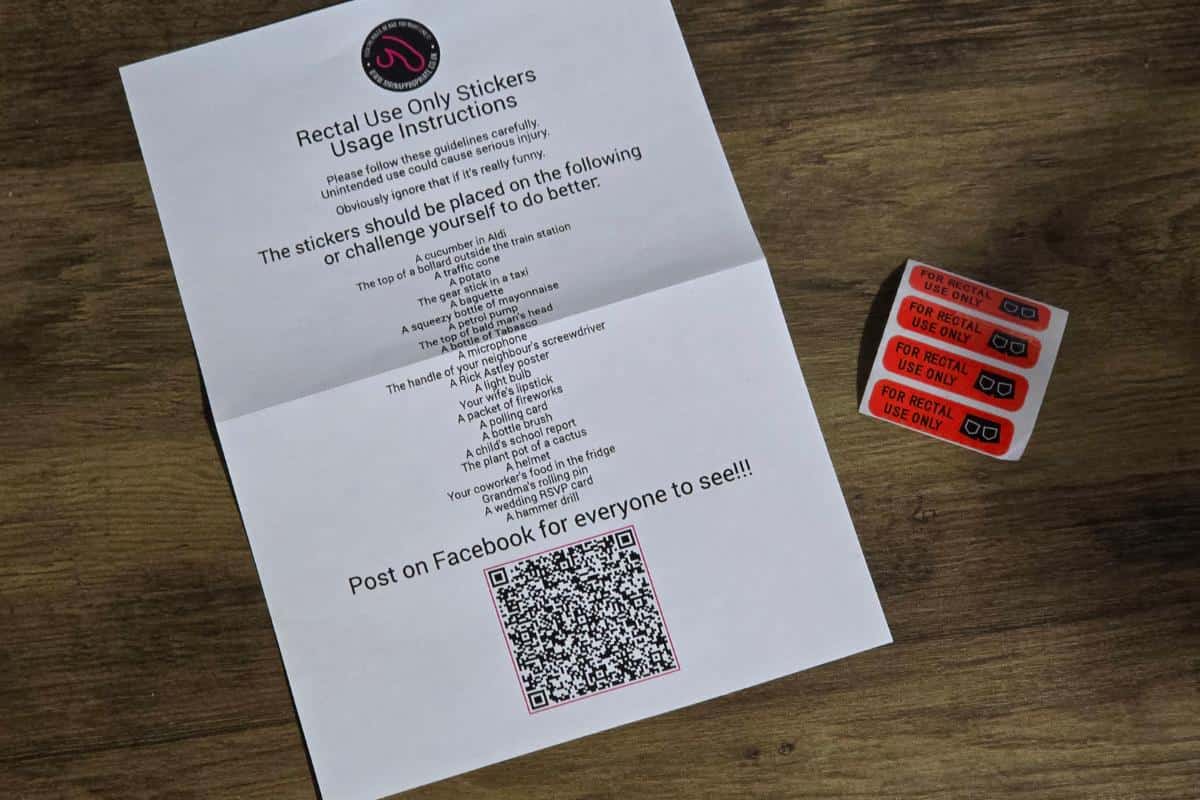 WWW.MRINAPPROPRIATE.CO.UK
Rectal Use Only Stickers
Usage Instructions
Please follow these guidelines carefully.
Unintended use could cause serious injury.
Obviously ignore that if it's really funny.
The stickers should be placed on the following
or challenge yourself to do better:
A cucumber in Aldi
The top of a bollard outside the train station
A traffic cone
A potato
The gear stick in a taxi
A baguette
A squeezy bottle of mayonnaise
A petrol pump
The top of bald man's head
A bottle of Tabasco
A microphone
The handle of your neighbour's screewdriver
A Rick Astley poster
A light bulb
Your wife's lipstick
A packet of fireworks
A polling card
A bottle brush
A child's school report
The plant pot of a cactus
A helmet
Your coworker's food in the fridge
Grandma's rolling pin
A wedding RSVP card
A hammer drill
Post on Facebook for everyone to see!!!
FOR RECTAL
USE ONLY
FOR RECTAL
USE ONLY
FOR RECTAL
USE ONLY
FOR RECTAL
USE ONLY